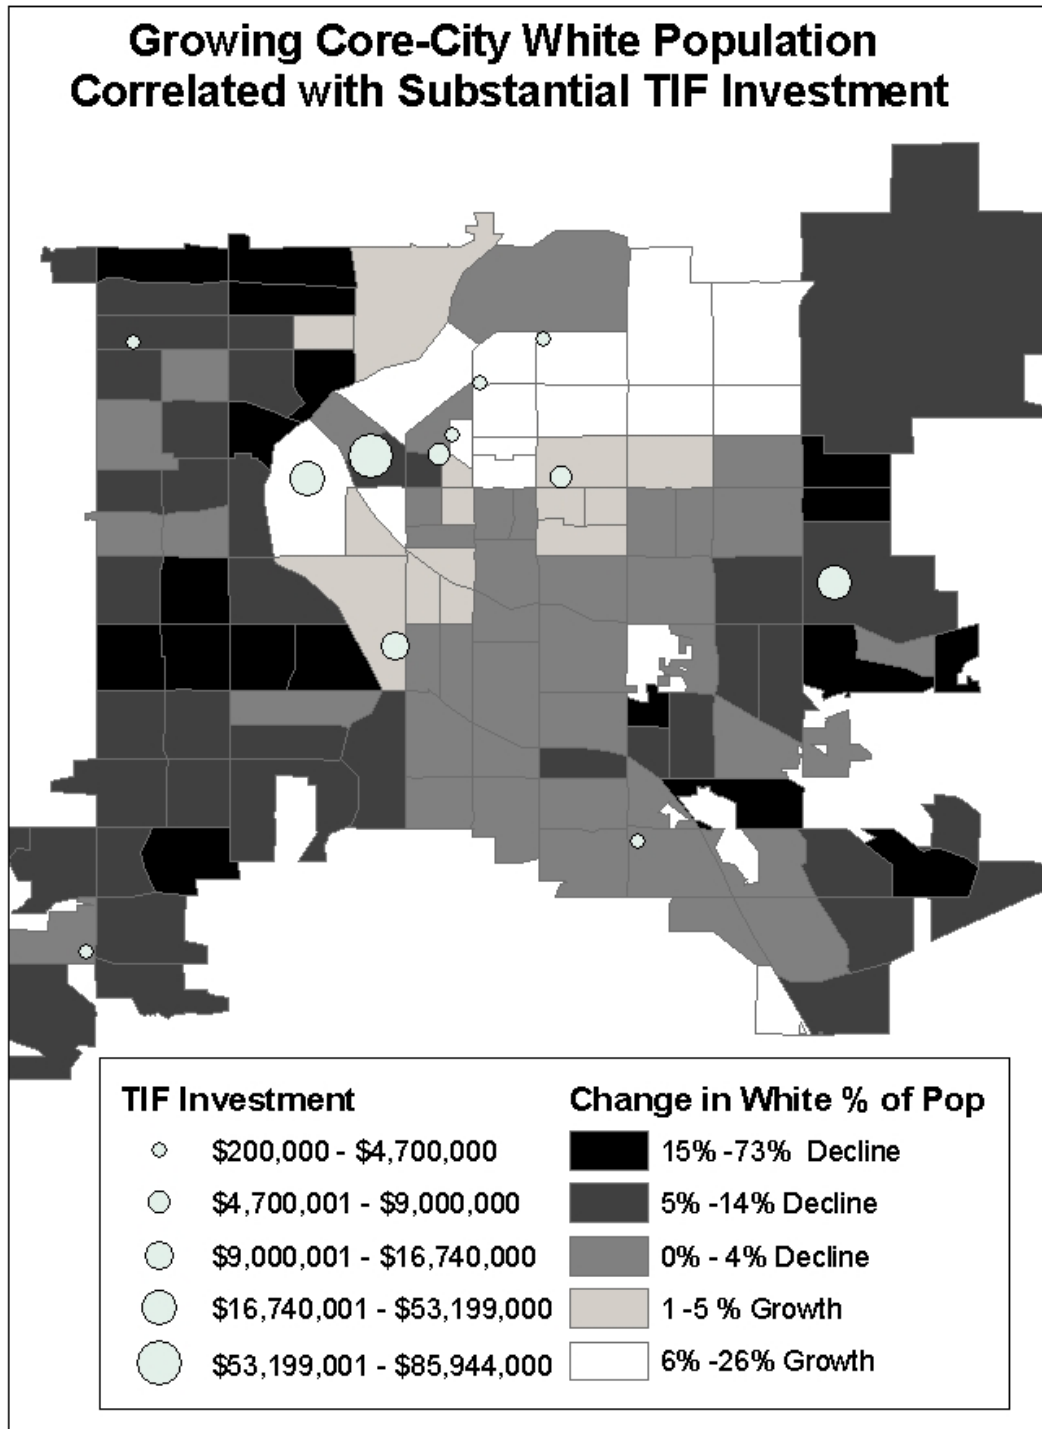 Growing Core-City White Population
Correlated with Substantial TIF Investment
TIF Investment
$200,000 - $4,700,000
$4,700,001 - $9,000,000
$9,000,001 - $16,740,000
$16,740,001 - $53,199,000
$53,199,001 - $85,944,000
Change in White % of Pop
15% -73% Decline
5% -14% Decline
0% - 4% Decline
1 -5 % Growth
6% -26% Growth